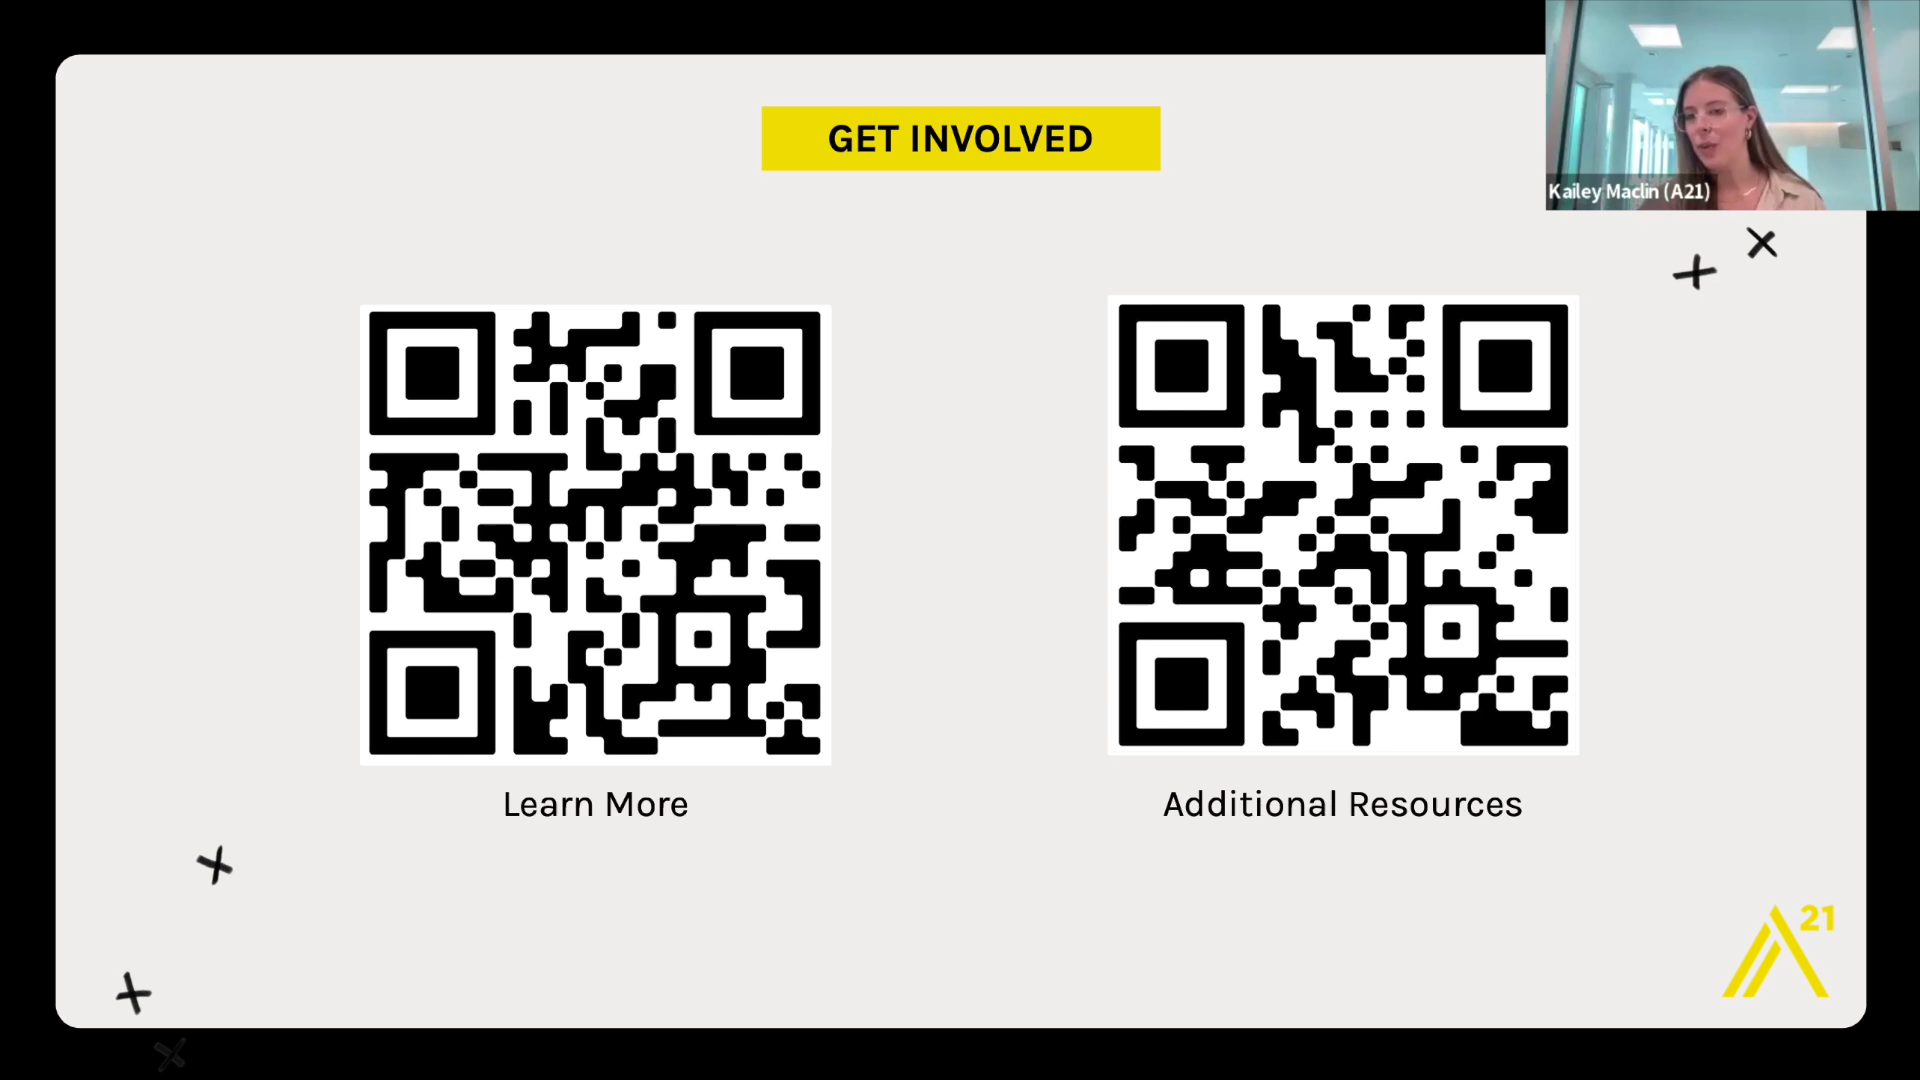 GET INVOLVED
Kailey Maclin (A21)
Learn More
Additional Resources
21